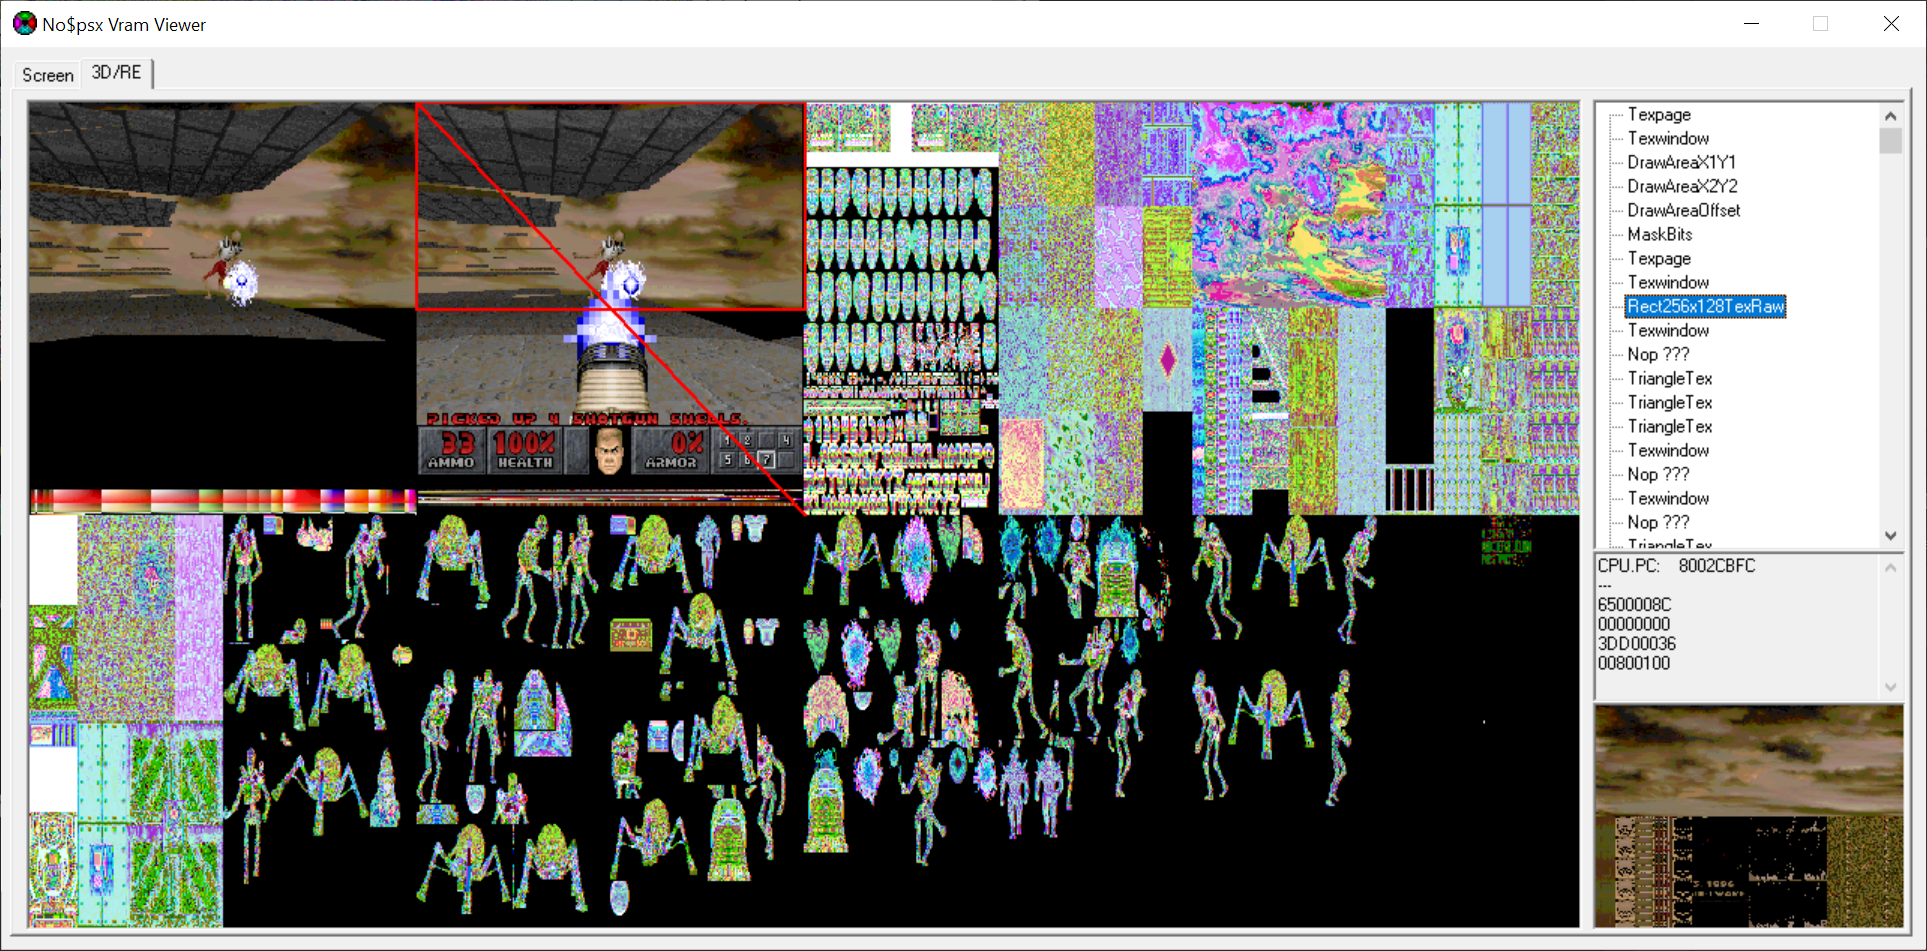 No$psx Vram Viewer
Screen
3D/RE
Texpage
Texwindow
DrawAreaX1Y1
DrawAreaX2Y2
DrawAreaOffset
MaskBits
Texpage
Texwindow
Rect256x128TexRaw
Texwindow
Nop ???
TriangleTex
TriangleTex
TriangleTex
Texwindow
Nop ???
Texwindow
Nop ???
TriangleTex
CPU.PC: 8002CBFC
---
6500008C
00000000
3DD00036
00800100
PICKED UP 4 SHOTGUN SHELLS.
33 100% 0% 1 2 4
AMMO HEALTH ARMOR 5 6 7